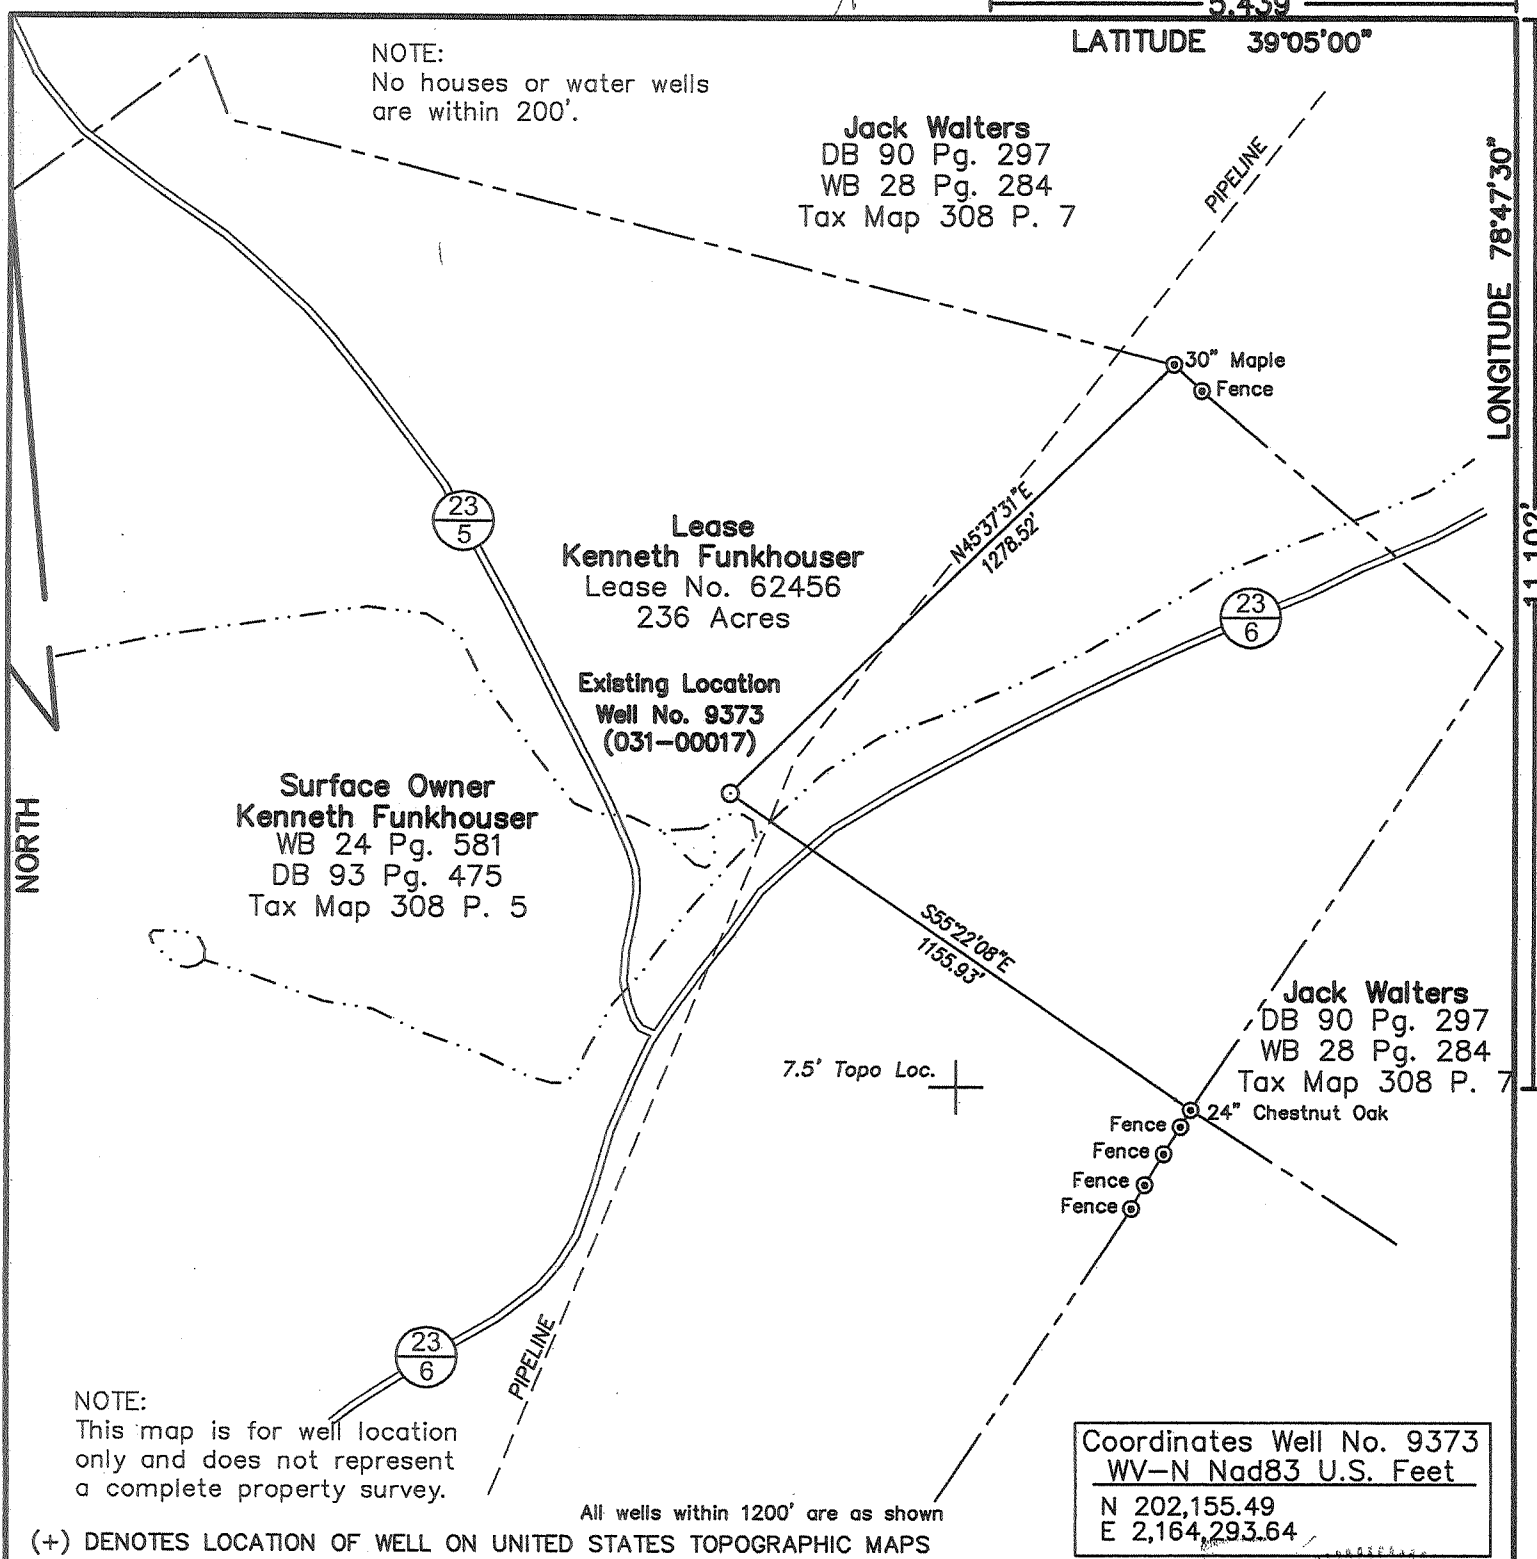 5,439
LATITUDE 39°05'00"
NOTE:
No houses or water wells
are within 200'.
Jack Walters
DB 90 Pg. 297
WB 28 Pg. 284
Tax Map 308 P. 7
PIPELINE
LONGITUDE 78°47'30"
30" Maple
Fence
23
5
Lease
Kenneth Funkhouser
Lease No. 62456
236 Acres
N45°37'31"E
1278.52'
11,102'
23
6
Existing Location
Well No. 9373
(031-00017)
Surface Owner
Kenneth Funkhouser
WB 24 Pg. 581
DB 93 Pg. 475
Tax Map 308 P. 5
NORTH
S55°22'08"E
1155.93'
Jack Walters
DB 90 Pg. 297
WB 28 Pg. 284
Tax Map 308 P. 7
7.5' Topo Loc.
24" Chestnut Oak
Fence
Fence
Fence
Fence
23
6
PIPELINE
NOTE:
This map is for well location
only and does not represent
a complete property survey.
Coordinates Well No. 9373
WV-N Nad83 U.S. Feet
N 202,155.49
E 2,164,293.64
All wells within 1200' are as shown
(+) DENOTES LOCATION OF WELL ON UNITED STATES TOPOGRAPHIC MAPS